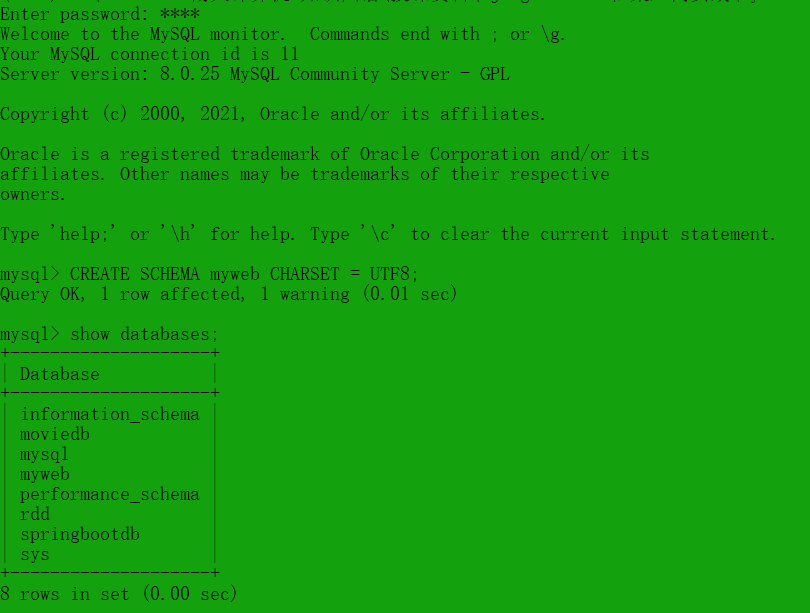 Enter password: ****
Welcome to the MySQL monitor.  Commands end with ; or \g.
Your MySQL connection id is 11
Server version: 8.0.25 MySQL Community Server - GPL
Copyright (c) 2000, 2021, Oracle and/or its affiliates.
Oracle is a registered trademark of Oracle Corporation and/or its
affiliates. Other names may be trademarks of their respective
owners.
Type 'help;' or '\h' for help. Type '\c' to clear the current input statement.
mysql> CREATE SCHEMA myweb CHARSET = UTF8;
Query OK, 1 row affected, 1 warning (0.01 sec)
mysql> show databases;
+--------------------+
| Database           |
+--------------------+
| information_schema |
| moviedb            |
| mysql              |
| myweb              |
| performance_schema |
| rdd                |
| springbootdb       |
| sys                |
+--------------------+
8 rows in set (0.00 sec)